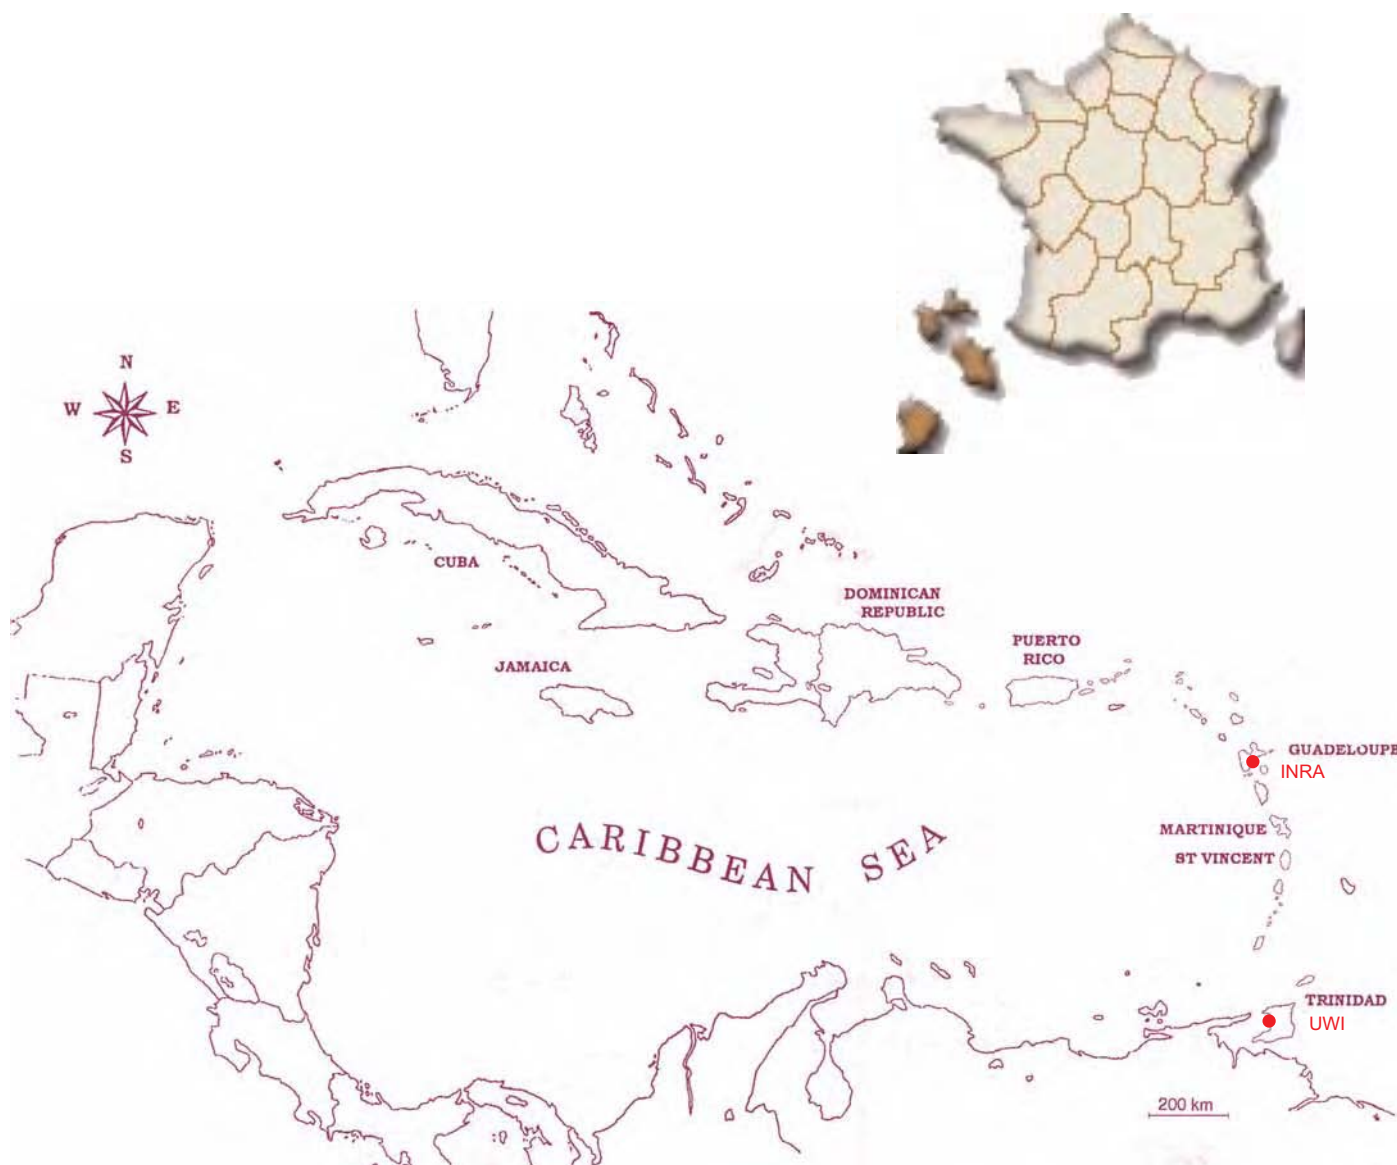 N
W E
S
CUBA
DOMINICAN
REPUBLIC
JAMAICA
PUERTO
RICO
GUADELOUPE
INRA
CARIBBEAN SEA
MARTINIQUE
ST VINCENT
TRINIDAD
UWI
200 km